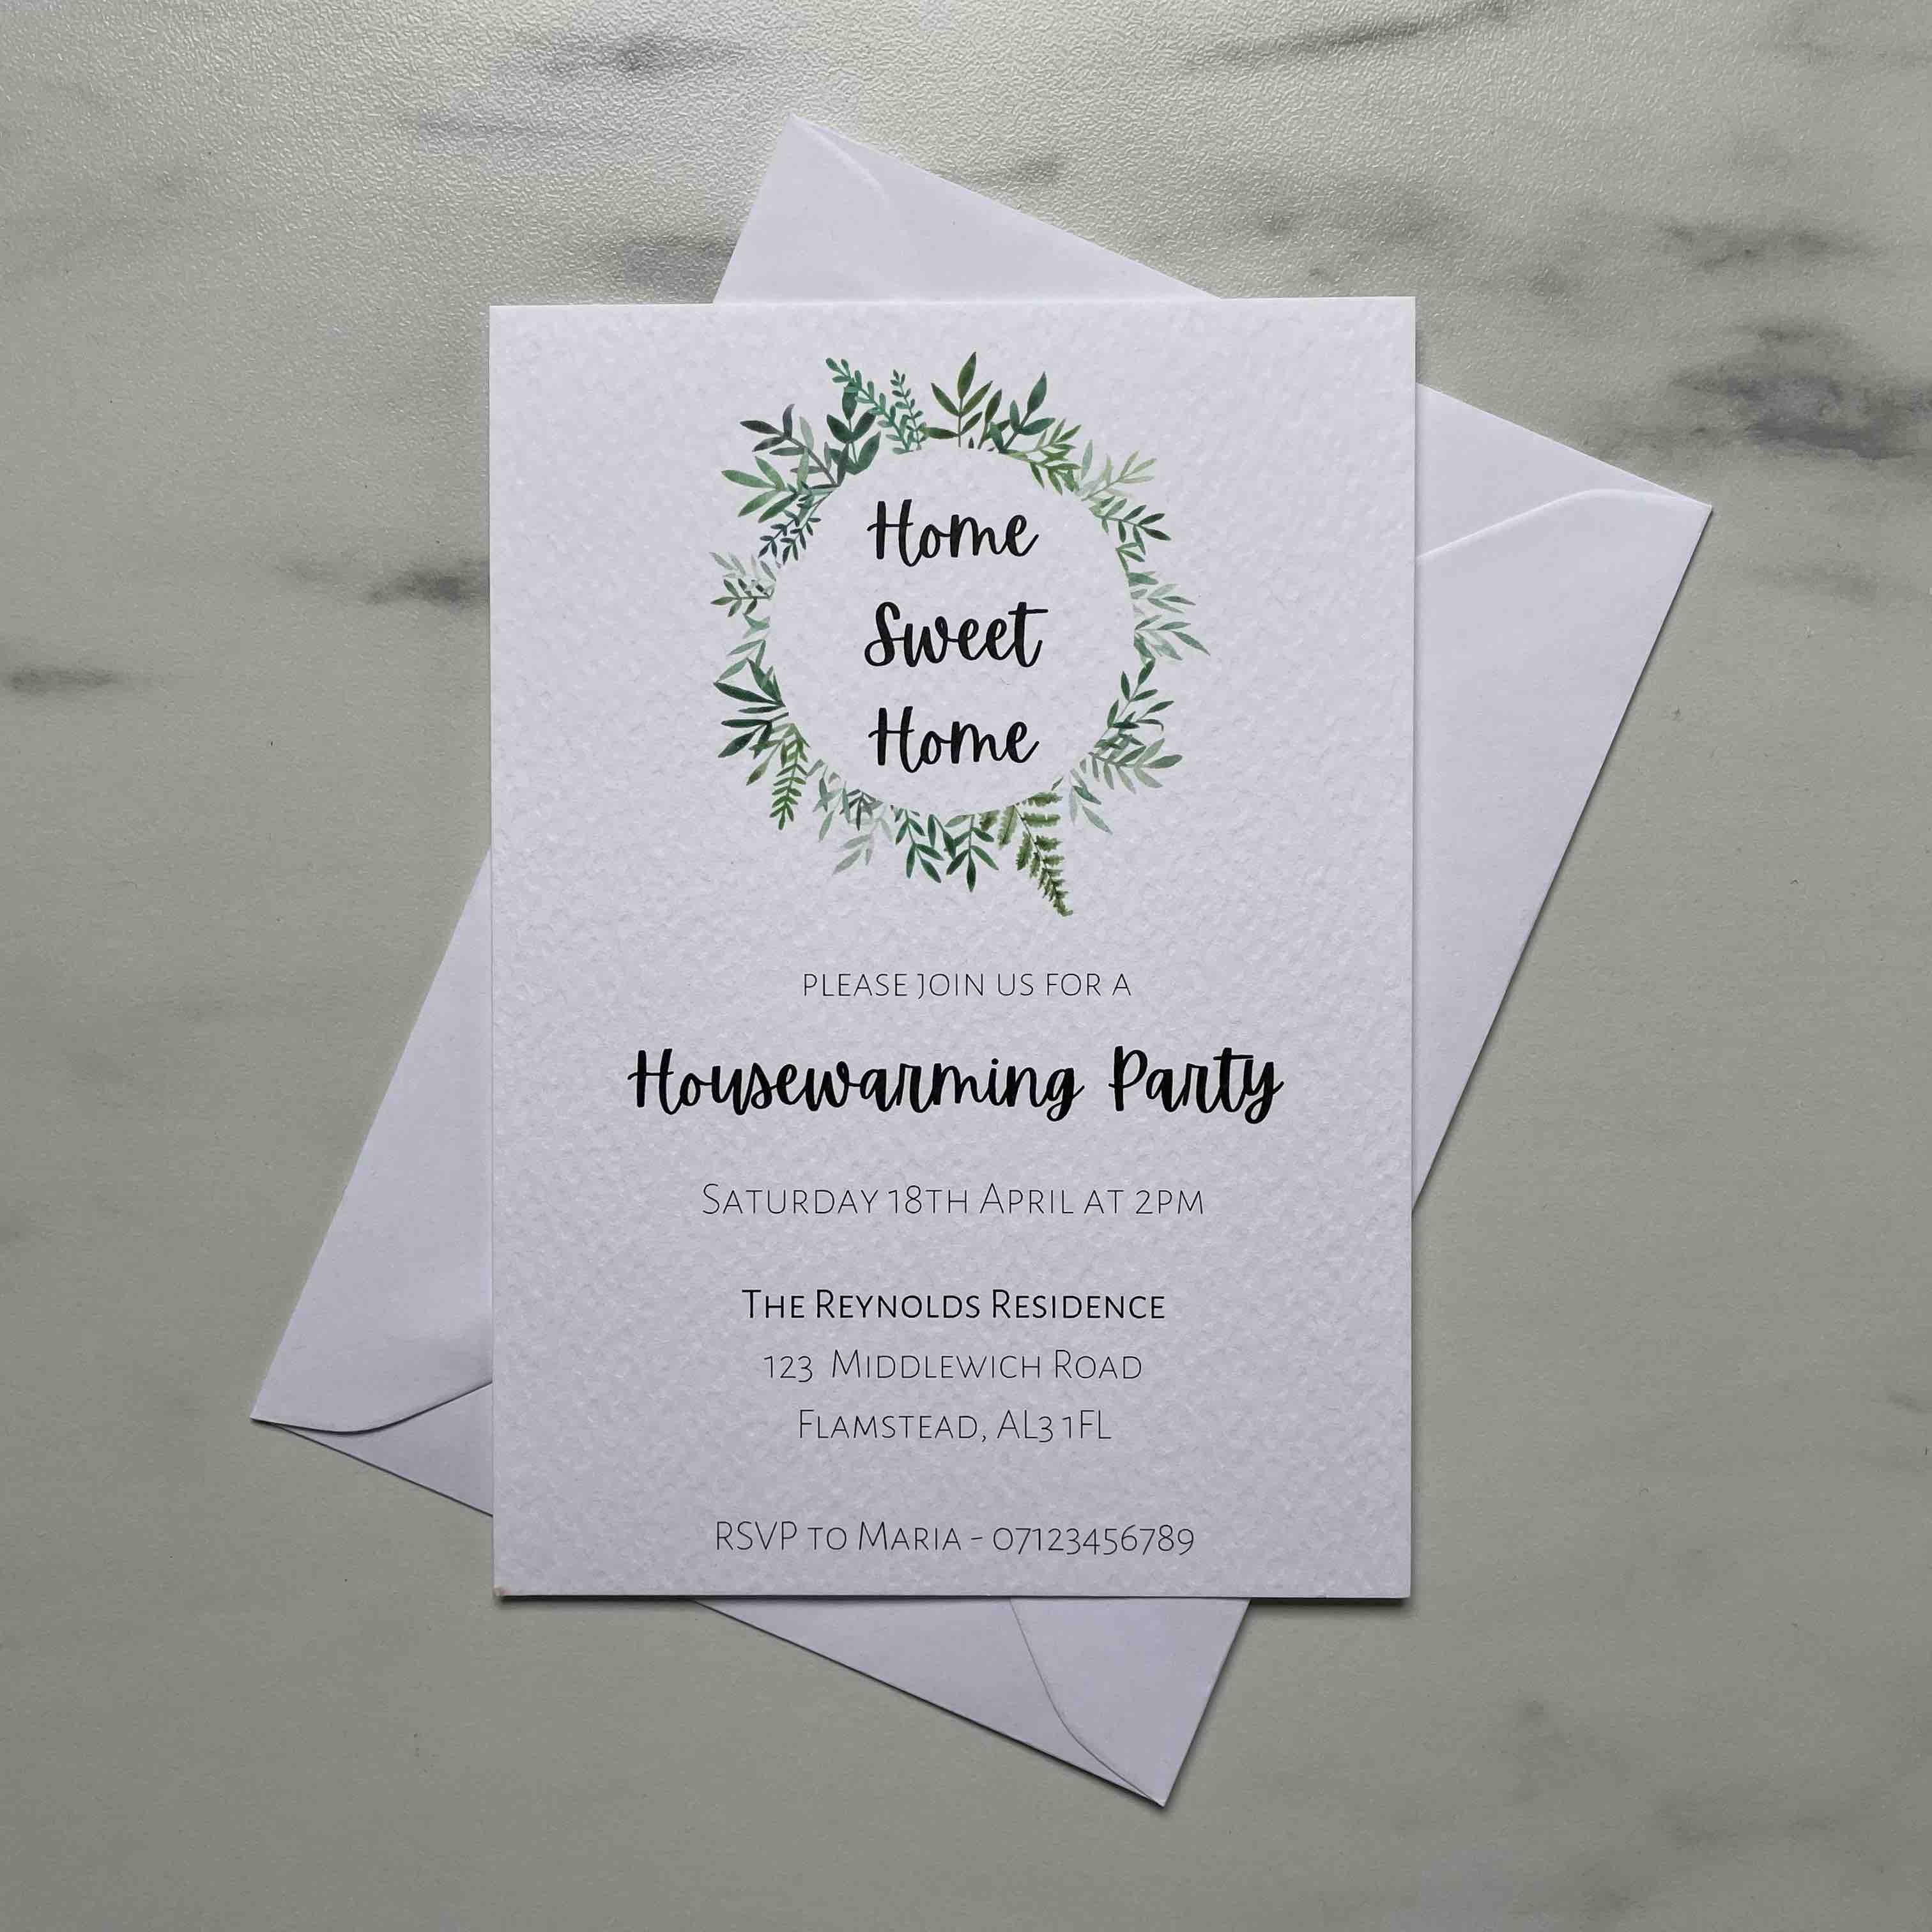 Home
Sweet
Home
PLEASE JOIN US FOR A
Housewarming Party
SATURDAY 18TH APRIL AT 2PM
THE REYNOLDS RESIDENCE
123 MIDDLEWICH ROAD
FLAMSTEAD, AL3 1FL
RSVP TO MARIA - 07123456789